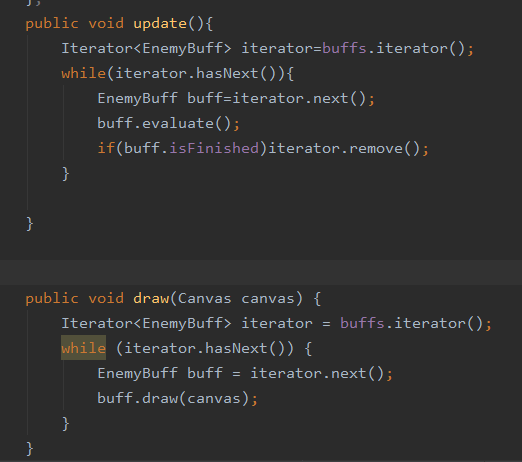 };
public void update(){
    Iterator<EnemyBuff> iterator=buffs.iterator();
    while(iterator.hasNext()){
        EnemyBuff buff=iterator.next();
        buff.evaluate();
        if(buff.isFinished)iterator.remove();
    }
}
public void draw(Canvas canvas) {
    Iterator<EnemyBuff> iterator = buffs.iterator();
    while (iterator.hasNext()) {
        EnemyBuff buff = iterator.next();
        buff.draw(canvas);
    }
}